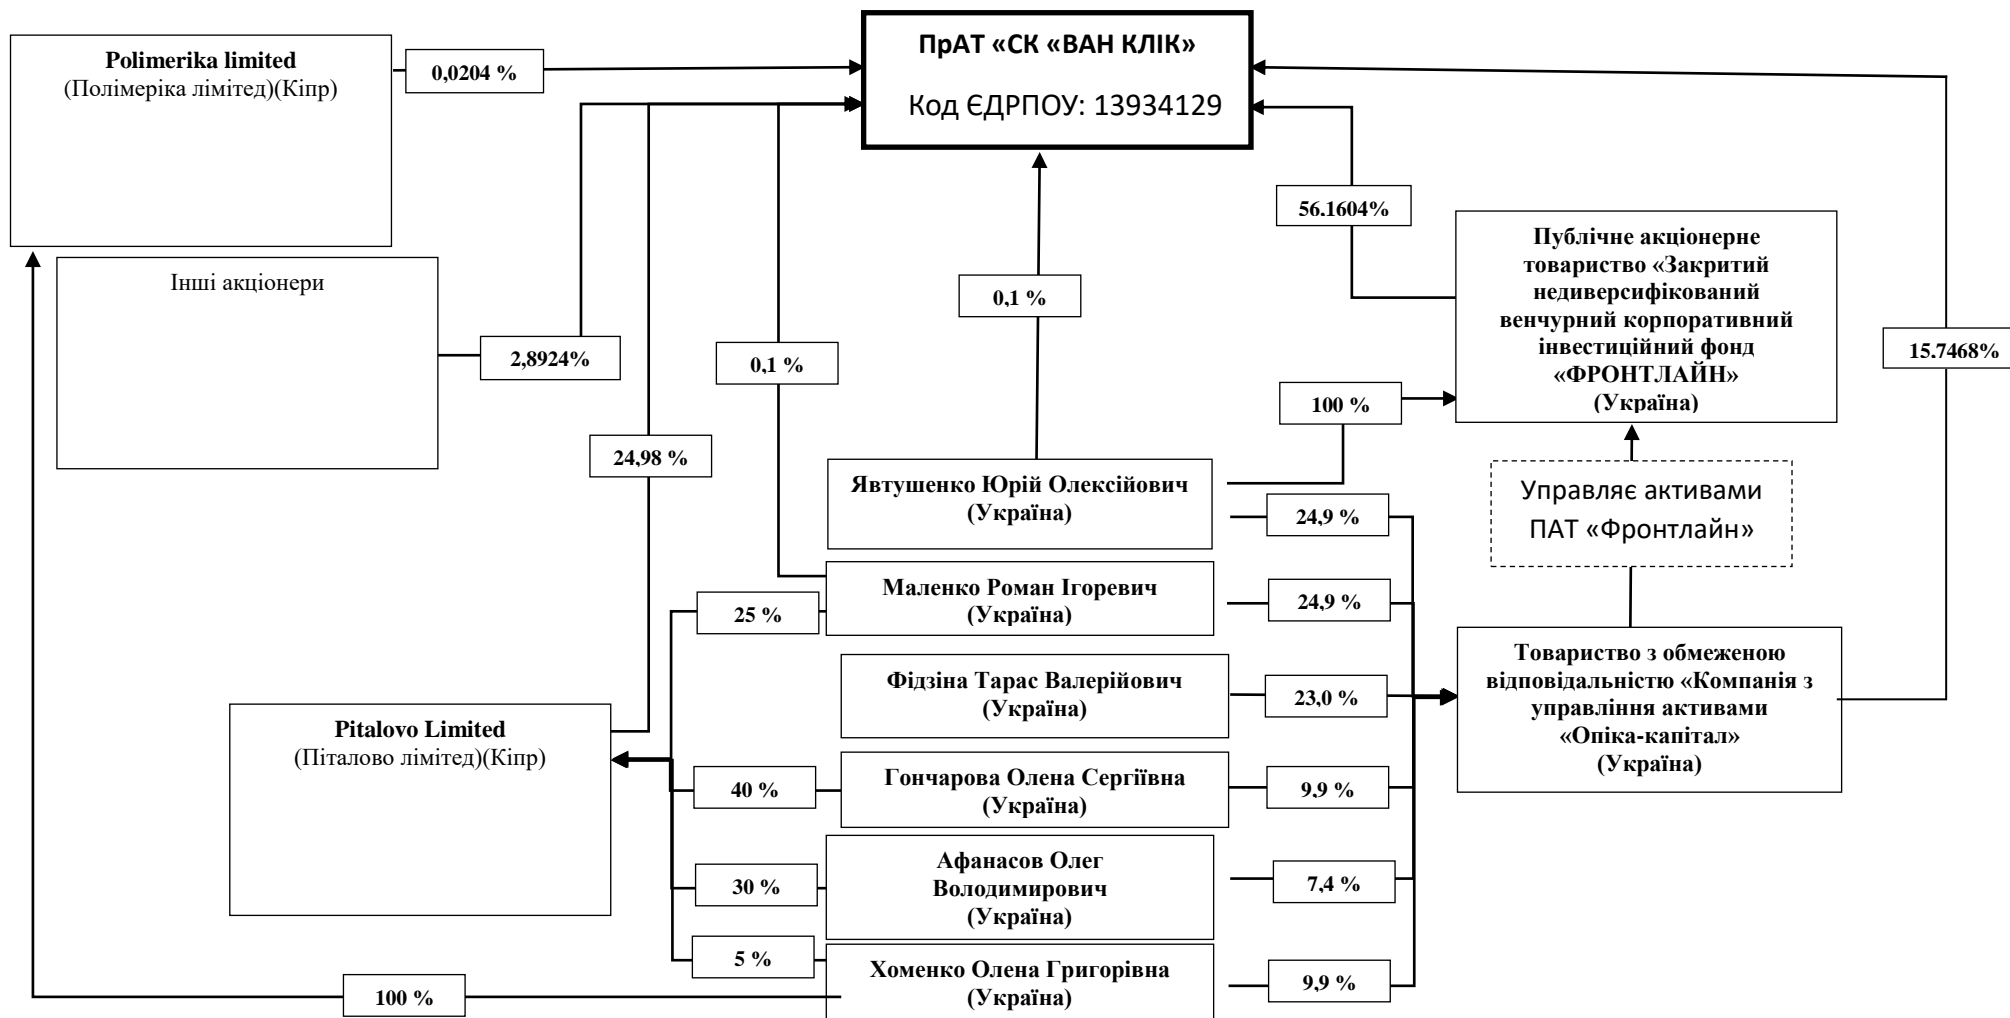 ПрАТ «СК «ВАН КЛІК»
Код ЄДРПОУ: 13934129
Polimerika limited
(Полімеріка лімітед)(Кіпр)
0,0204 %
56,1604%
Публічне акціонерне
товариство «Закритий
недиверсифікований
венчурний корпоративний
інвестиційний фонд
«ФРОНТЛАЙН»
(Україна)
Інші акціонери
2,8924%
0,1 %
0,1 %
15,7468%
100 %
24,98 %
Явтушенко Юрій Олексійович
(Україна)
24,9 %
Управляє активами
ПАТ «Фронтлайн»
Маленко Роман Ігоревич
(Україна)
25 %
24,9 %
Фідзіна Тарас Валерійович
(Україна)
23,0 %
Товариство з обмеженою
відповідальністю «Компанія з
управління активами
«Опіка-капітал»
(Україна)
Pitalovo Limited
(Піталово лімітед)(Кіпр)
40 %
Гончарова Олена Сергіївна
(Україна)
9,9 %
30 %
Афанасов Олег
Володимирович
(Україна)
7,4 %
5 %
Хоменко Олена Григорівна
(Україна)
9,9 %
100 %